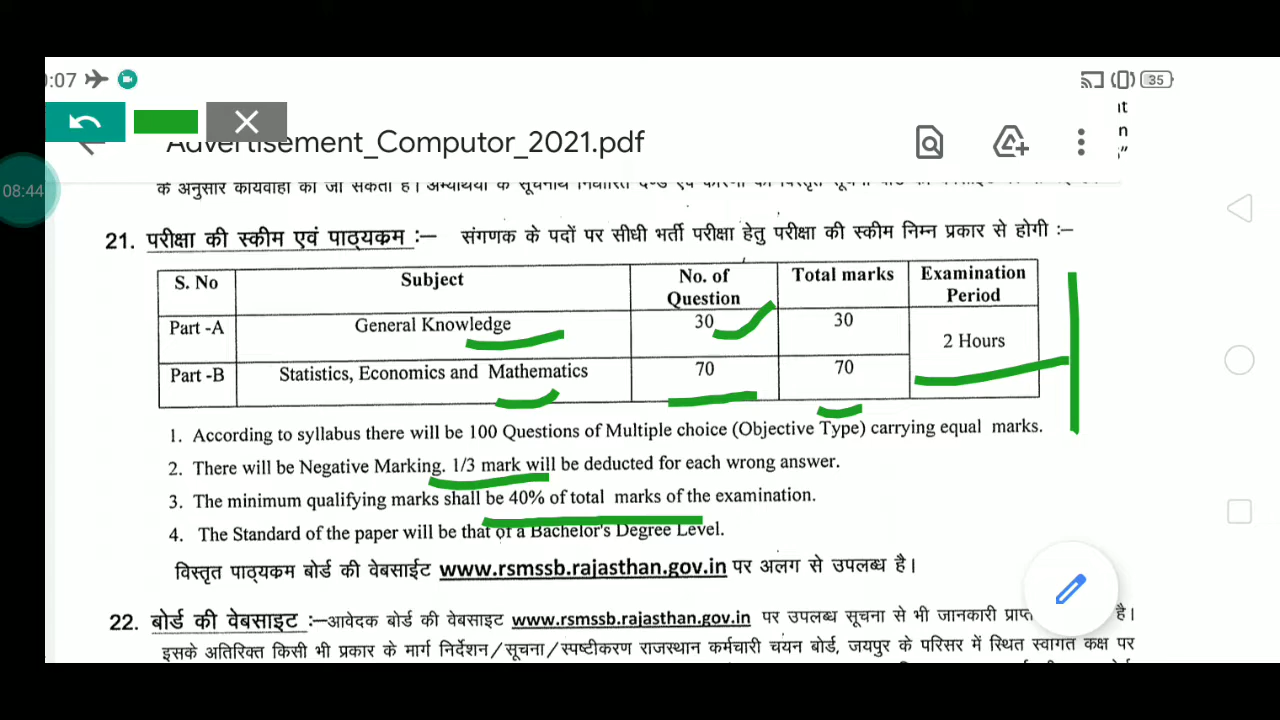 :07
35
08:44
Advertisement_Computor_2021.pdf
21. परीक्षा की स्कीम एवं पाठ्यकम :– संगणक के पदों पर सीधी भर्ती परीक्षा हेतु परीक्षा की स्कीम निम्न प्रकार से होगी :–
S. No Subject No. of Question Total marks Examination Period
Part -A General Knowledge 30 30 2 Hours
Part -B Statistics, Economics and Mathematics 70 70
1. According to syllabus there will be 100 Questions of Multiple choice (Objective Type) carrying equal marks.
2. There will be Negative Marking. 1/3 mark will be deducted for each wrong answer.
3. The minimum qualifying marks shall be 40% of total marks of the examination.
4. The Standard of the paper will be that of a Bachelor's Degree Level.
विस्तृत पाठ्यकम बोर्ड की वेबसाईट www.rsmssb.rajasthan.gov.in पर अलग से उपलब्ध है।
22. बोर्ड की वेबसाइट :–आवेदक बोर्ड की वेबसाइट www.rsmssb.rajasthan.gov.in पर उपलब्ध सूचना से भी जानकारी है।
इसके अतिरिक्त किसी भी प्रकार के मार्ग निर्देशन/सूचना/स्पष्टीकरण राजस्थान कर्मचारी चयन बोर्ड, जयपुर के परिसर में स्थित स्वागत कक्ष पर